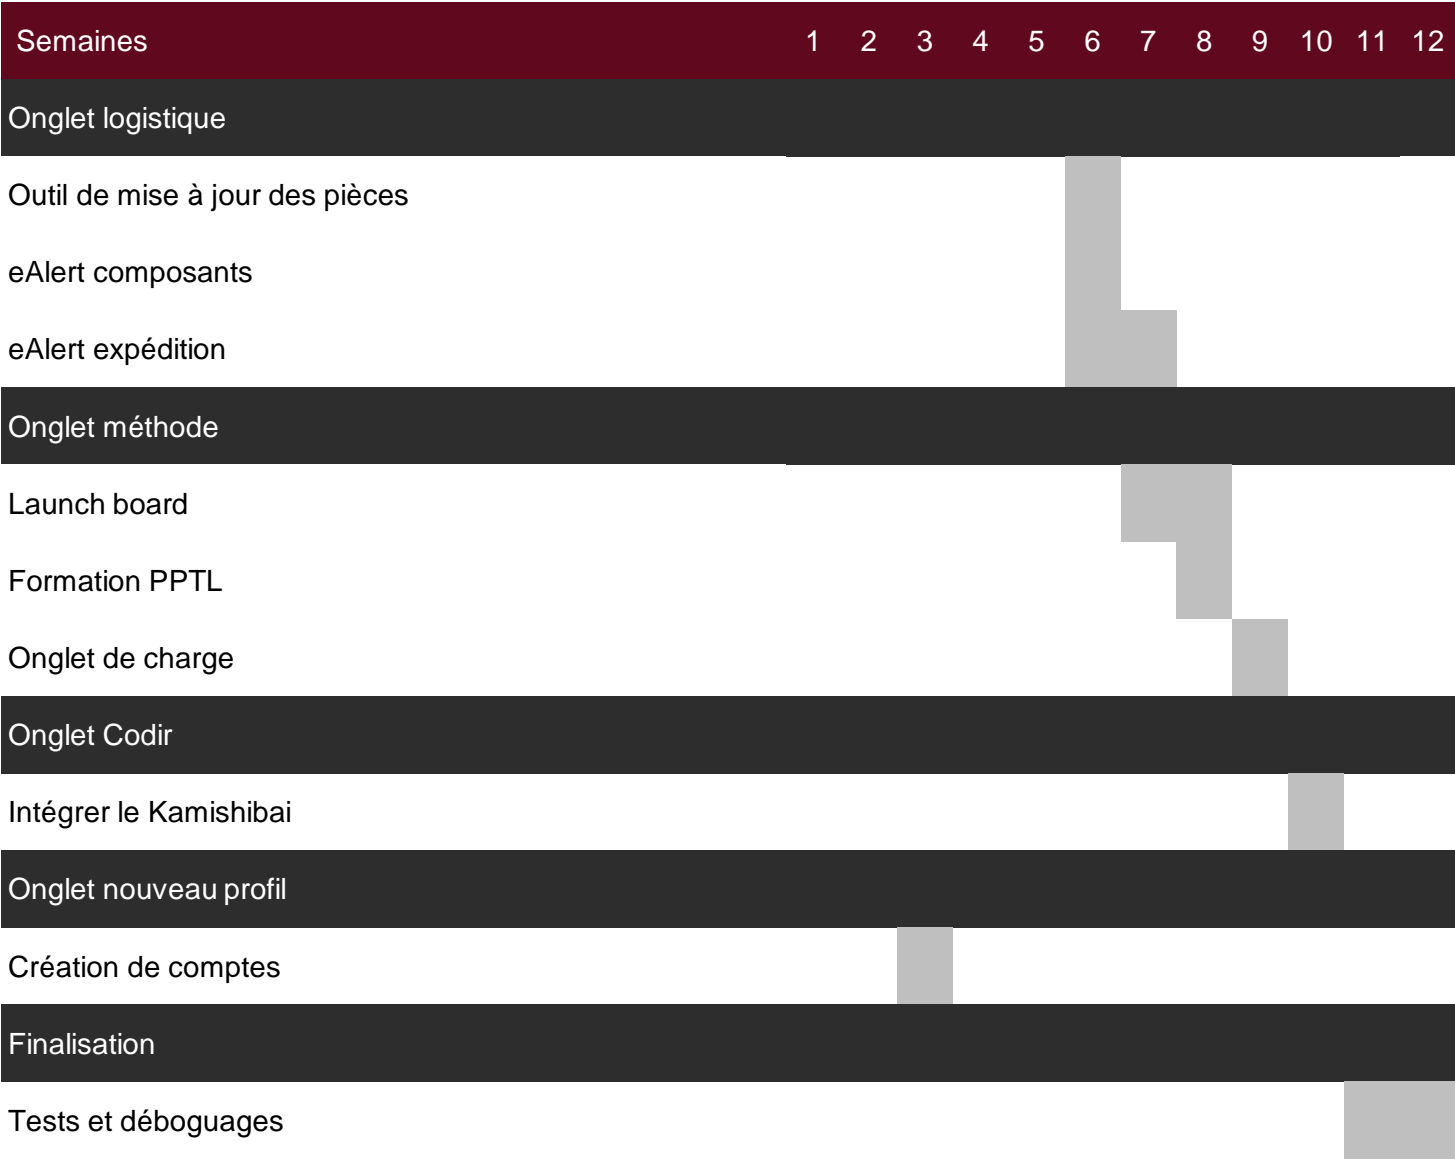 Semaines 1 2 3 4 5 6 7 8 9 10 11 12
Onglet logistique
Outil de mise à jour des pièces
eAlert composants
eAlert expédition
Onglet méthode
Launch board
Formation PPTL
Onglet de charge
Onglet Codir
Intégrer le Kamishibai
Onglet nouveau profil
Création de comptes
Finalisation
Tests et déboguages